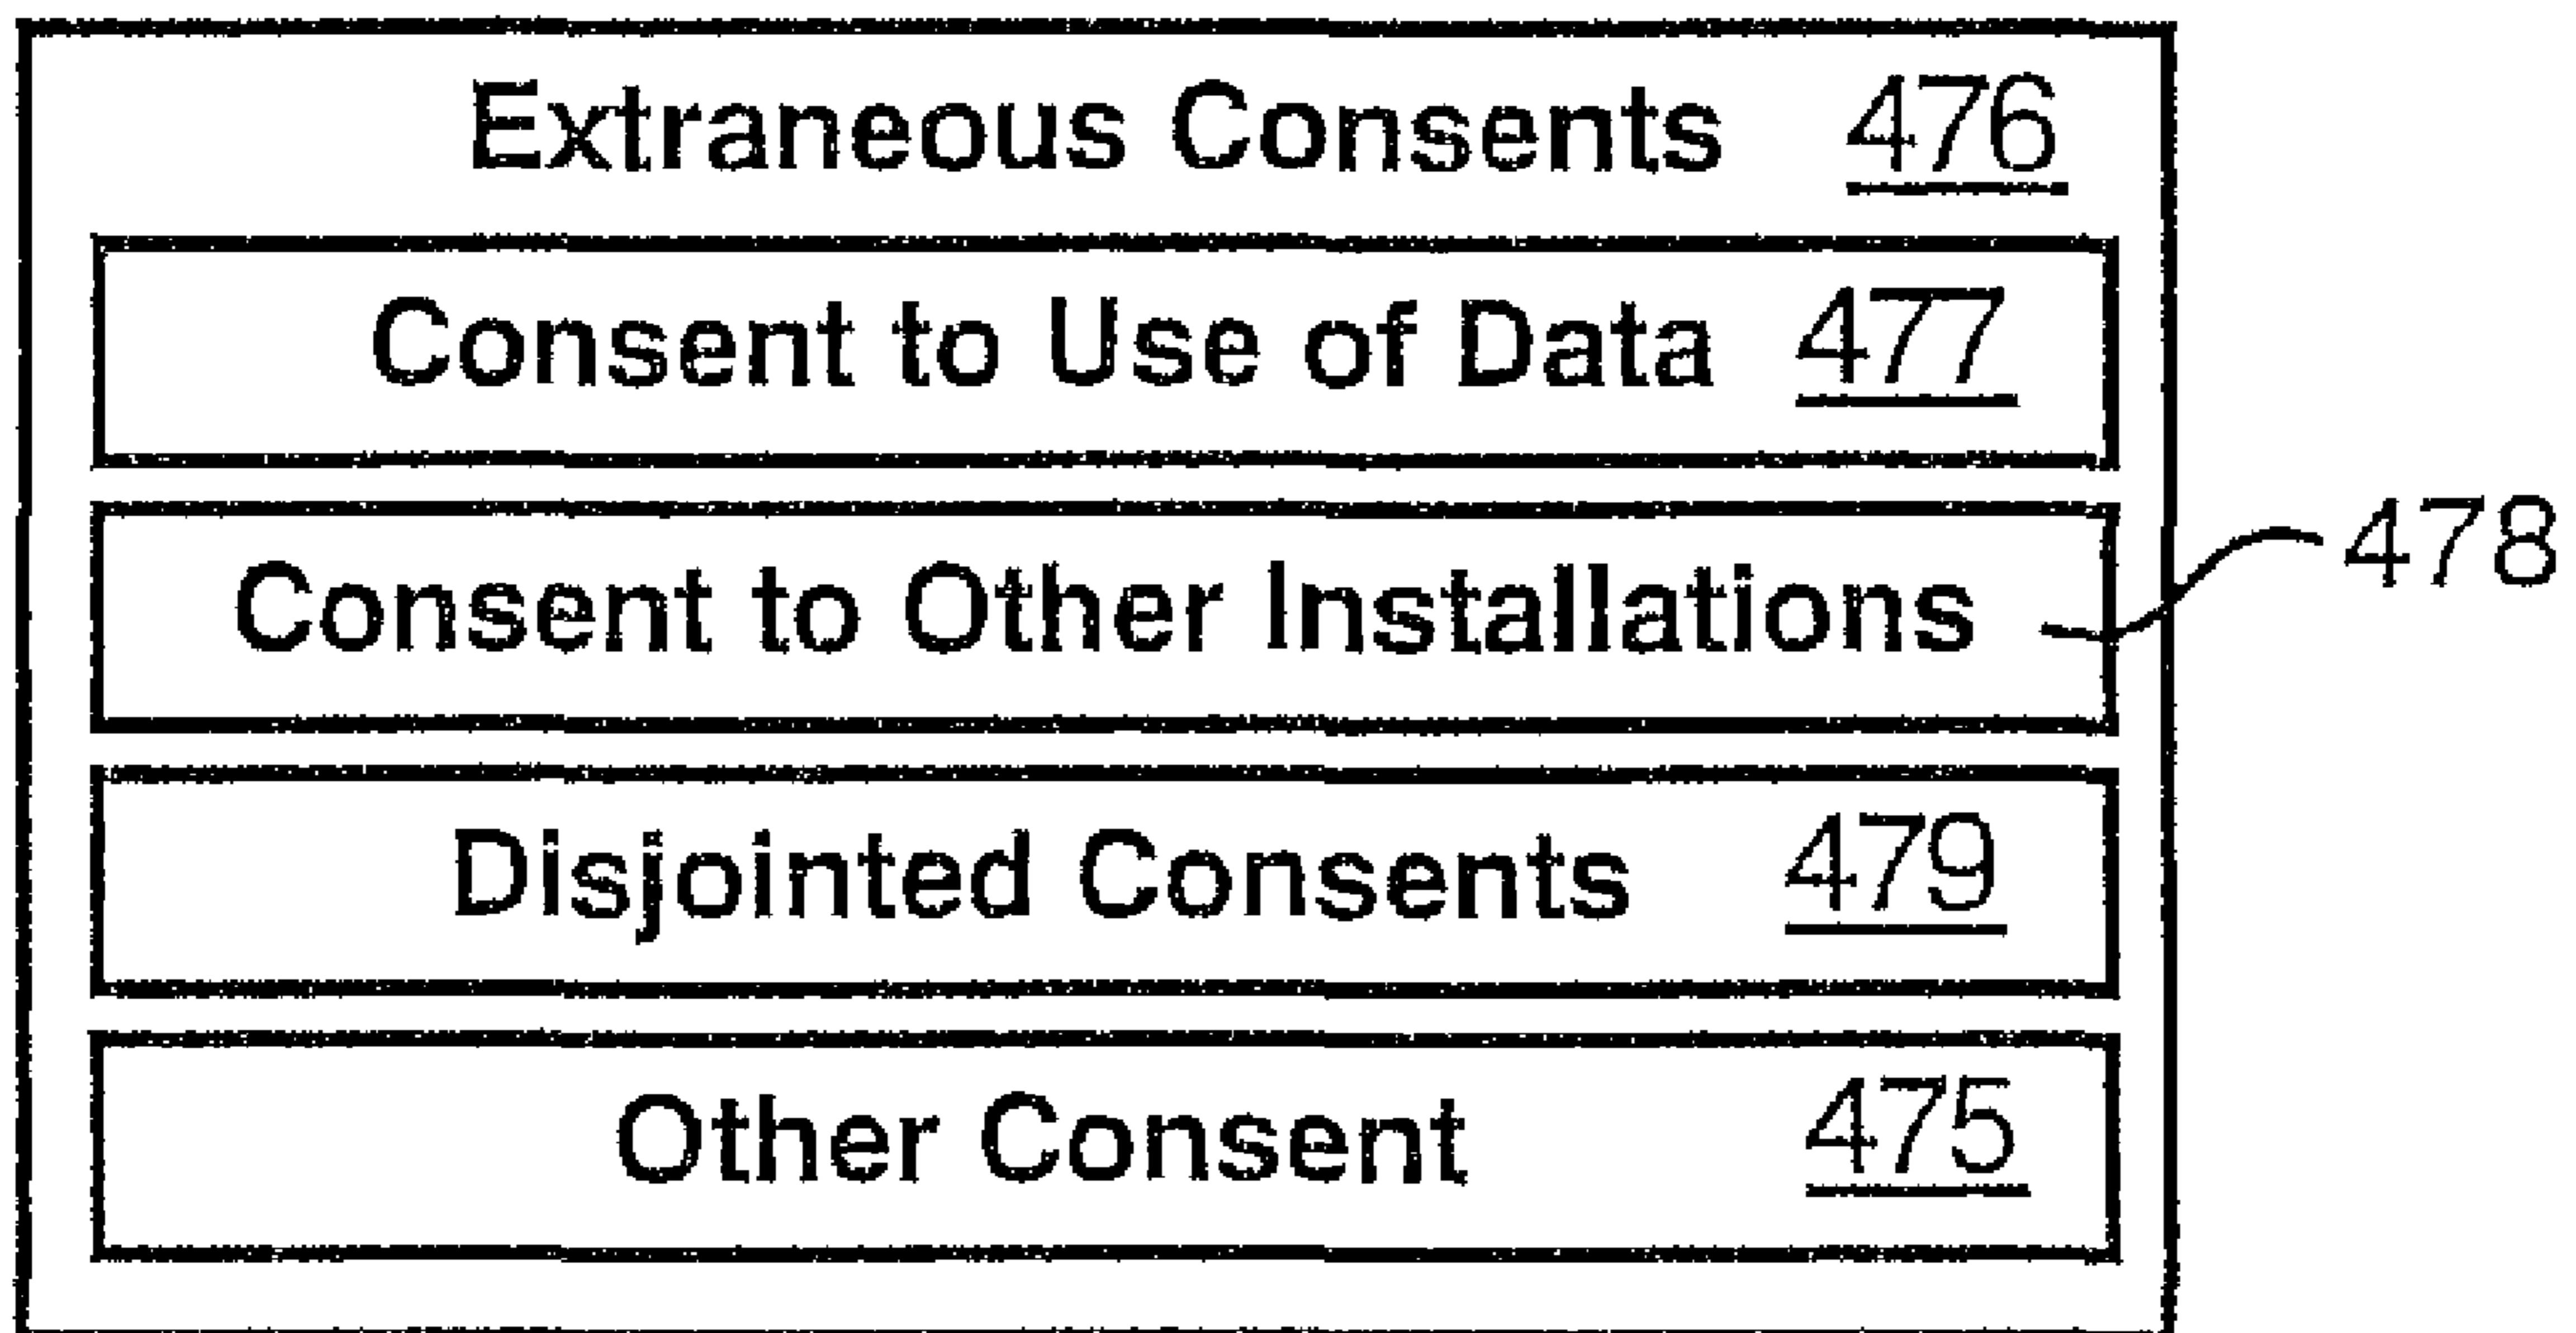 Extraneous Consents 476
Consent to Use of Data 477
Consent to Other Installations 478
Disjointed Consents 479
Other Consent 475